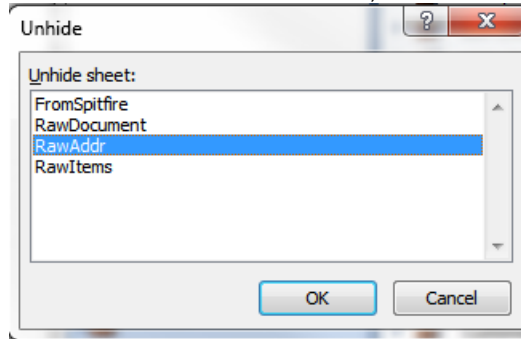 Unhide
?
X
Unhide sheet:
FromSpitfire
RawDocument
RawAddr
RawItems
OK
Cancel